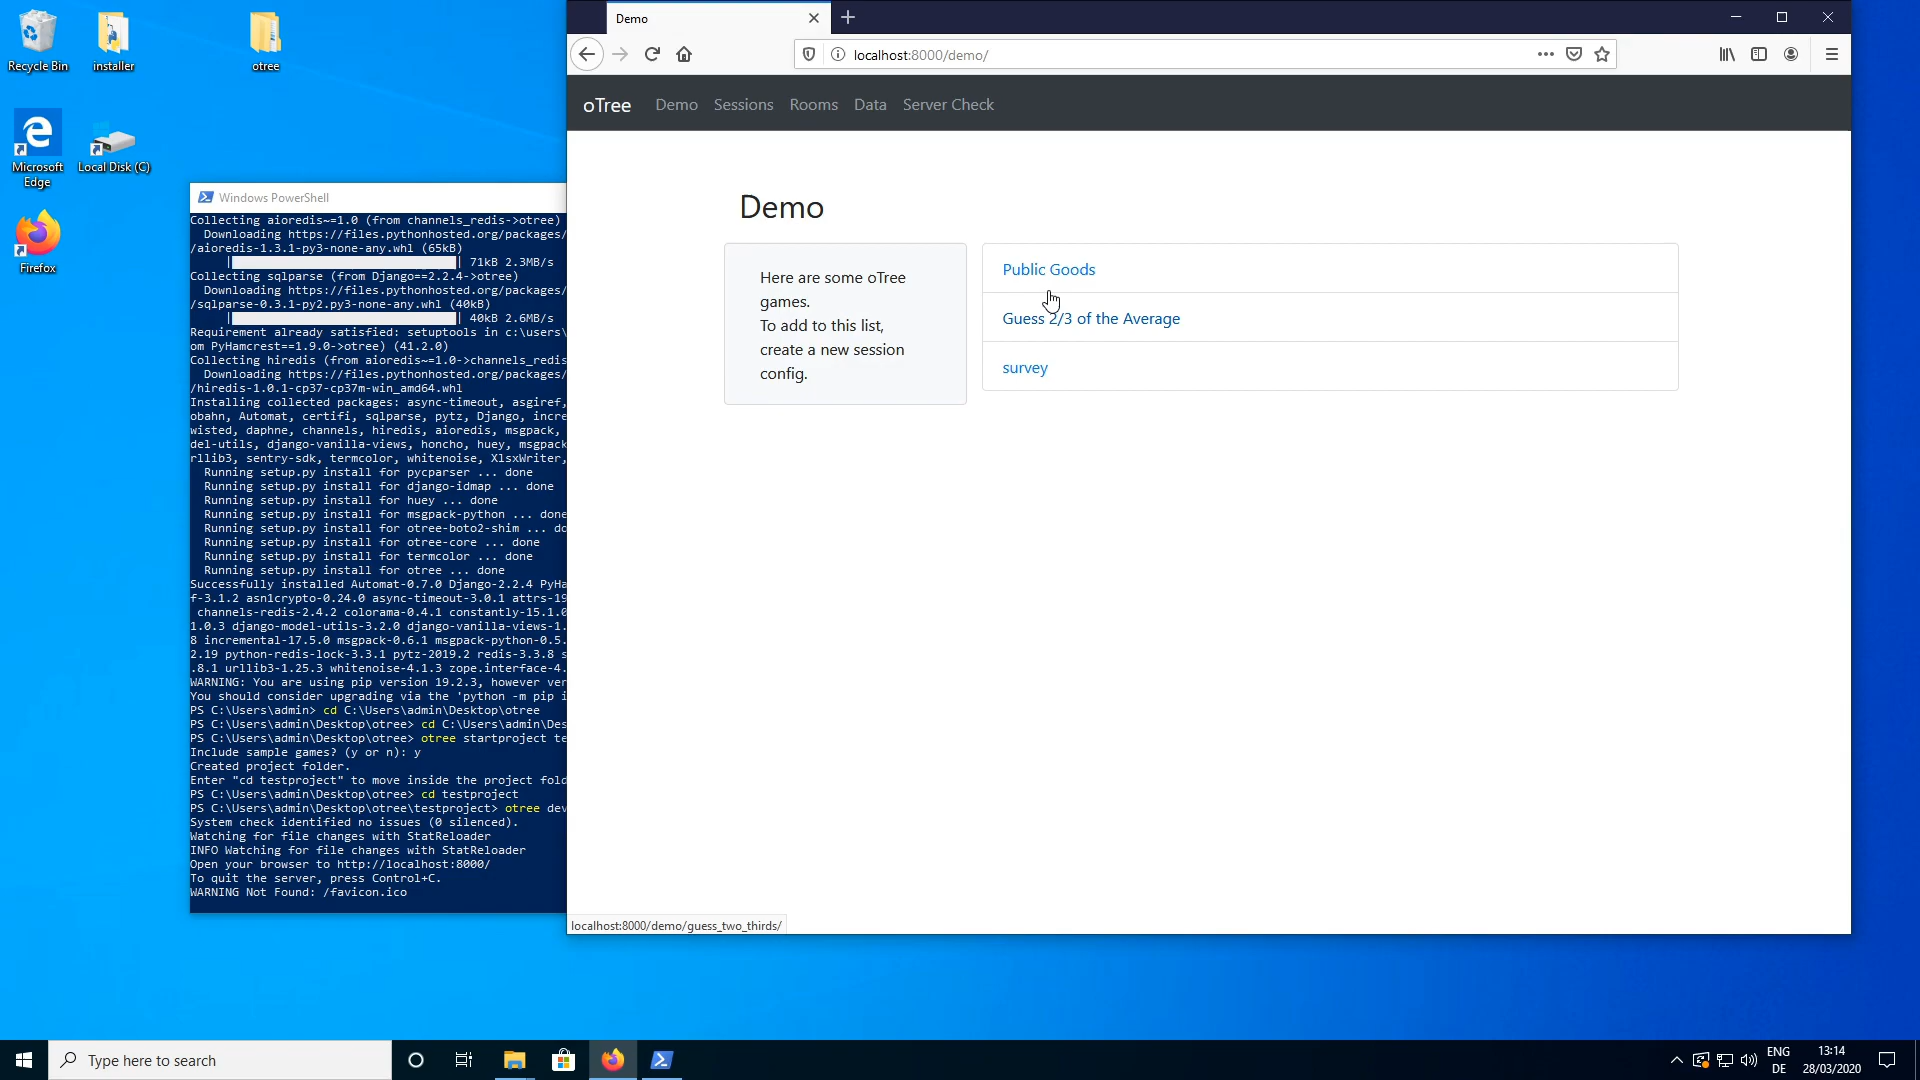 Recycle Bin
installer
otree
Microsoft
Edge
Local Disk (C)
Firefox
Windows PowerShell
Collecting aioredis~=1.0 (from channels_redis->otree)
Downloading https://files.pythonhosted.org/packages/
/aioredis-1.3.1-py3-none-any.whl (65kB)
|                                | 71kB 2.3MB/s
Collecting sqlparse (from Django==2.2.4->otree)
Downloading https://files.pythonhosted.org/packages/
/sqlparse-0.3.1-py2.py3-none-any.whl (40kB)
|                                | 40kB 2.6MB/s
Requirement already satisfied: setuptools in c:\users\
om PyHamcrest==1.9.0->otree) (41.2.0)
Collecting hiredis (from aioredis~=1.0->channels_redis
Downloading https://files.pythonhosted.org/packages/
/hiredis-1.0.1-cp37-cp37m-win_amd64.whl
Installing collected packages: async-timeout, asgiref,
obahn, Automat, certifi, sqlparse, pytz, Django, incre
wisted, daphne, channels, hiredis, aioredis, msgpack,
del-utils, django-vanilla-views, honcho, huey, msgpack
rllib3, sentry-sdk, termcolor, whitenoise, XlsxWriter,
Running setup.py install for pycparser ... done
Running setup.py install for django-idmap ... done
Running setup.py install for huey ... done
Running setup.py install for msgpack-python ... done
Running setup.py install for otree-boto2-shim ... do
Running setup.py install for otree-core ... done
Running setup.py install for termcolor ... done
Running setup.py install for otree ... done
Successfully installed Automat-0.7.0 Django-2.2.4 PyHa
f-3.1.2 asn1crypto-0.24.0 async-timeout-3.0.1 attrs-19
channels-redis-2.4.2 colorama-0.4.1 constantly-15.1.0
1.0.3 django-model-utils-3.2.0 django-vanilla-views-1.
8 incremental-17.5.0 msgpack-0.6.1 msgpack-python-0.5.
2.19 python-redis-lock-3.3.1 pytz-2019.2 redis-3.3.8 s
.8.1 urllib3-1.25.3 whitenoise-4.1.3 zope.interface-4.
WARNING: You are using pip version 19.2.3, however ver
You should consider upgrading via the 'python -m pip i
PS C:\Users\admin> cd C:\Users\admin\Desktop\otree
PS C:\Users\admin\Desktop\otree> cd C:\Users\admin\Des
PS C:\Users\admin\Desktop\otree> otree startproject te
Include sample games? (y or n): y
Created project folder.
Enter "cd testproject" to move inside the project fold
PS C:\Users\admin\Desktop\otree> cd testproject
PS C:\Users\admin\Desktop\otree\testproject> otree dev
System check identified no issues (0 silenced).
Watching for file changes with StatReloader
INFO Watching for file changes with StatReloader
Open your browser to http://localhost:8000/
To quit the server, press Control+C.
WARNING Not Found: /favicon.ico
Demo
localhost:8000/demo/
oTree Demo Sessions Rooms Data Server Check
Demo
Here are some oTree
games.
To add to this list,
create a new session
config.
Public Goods
Guess 2/3 of the Average
survey
localhost:8000/demo/guess_two_thirds/
Type here to search
ENG
DE
13:14
28/03/2020